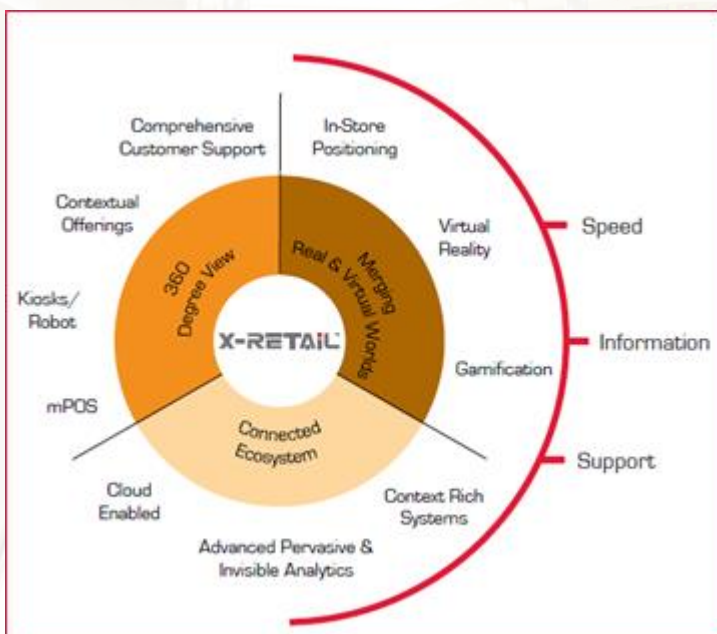 Comprehensive
Customer Support
In-Store
Positioning
Contextual
Offerings
Virtual
Reality
Speed
360
Degree View
Merging
Real & Virtual Worlds
Kiosks/
Robot
X-RETAIL™
Information
Gamification
mPOS
Connected
Ecosystem
Support
Cloud
Enabled
Context Rich
Systems
Advanced Pervasive &
Invisible Analytics